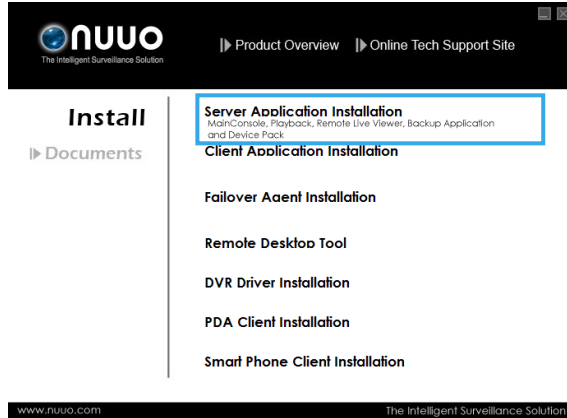 nuuo
The Intelligent Surveillance Solution
Product Overview
Online Tech Support Site
Install
Documents
Server Application Installation
MainConsole, Playback, Remote Live Viewer, Backup Application
and Device Pack
Client Application Installation
Failover Agent Installation
Remote Desktop Tool
DVR Driver Installation
PDA Client Installation
Smart Phone Client Installation
www.nuuo.com
The Intelligent Surveillance Solution